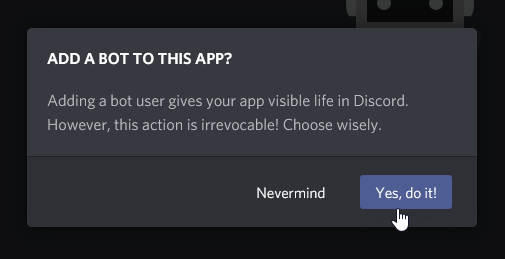 ADD A BOT TO THIS APP?
Adding a bot user gives your app visible life in Discord.
However, this action is irrevocable! Choose wisely.
Nevermind
Yes, do it!